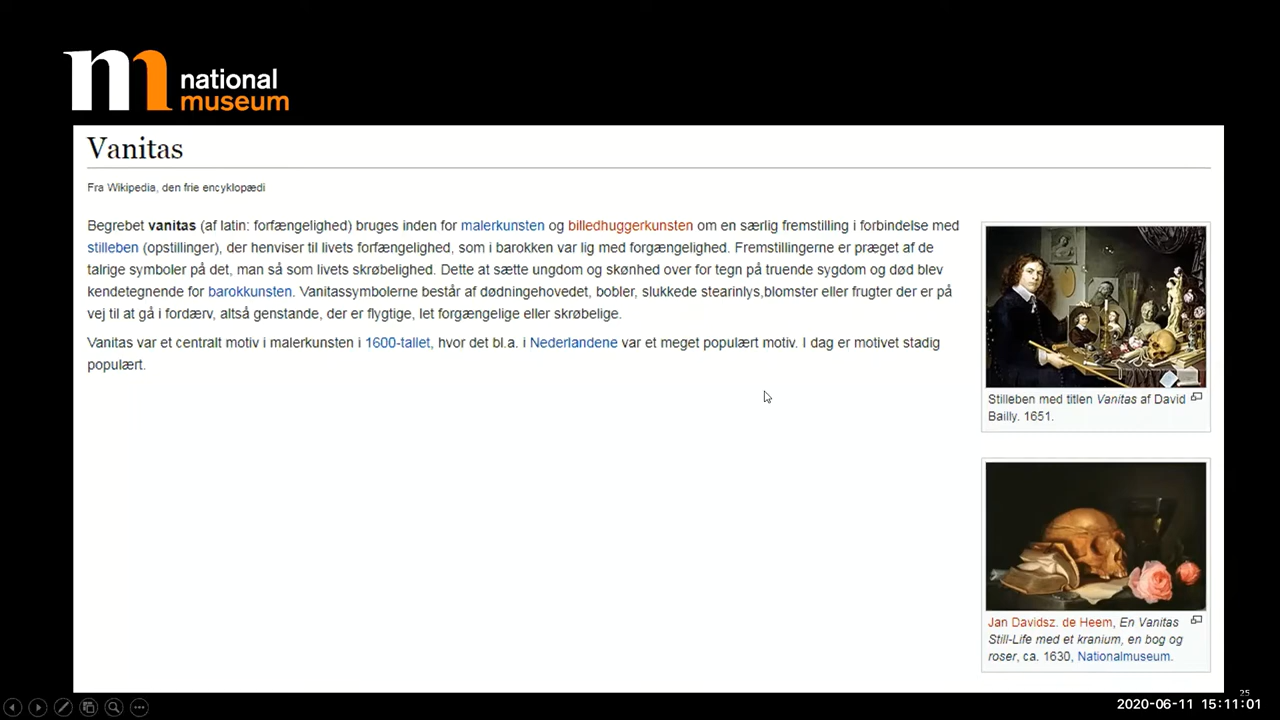 m national
museum
Vanitas
Fra Wikipedia, den frie encyklopædi
Begrebet vanitas (af latin: forfængelighed) bruges inden for malerkunsten og billedhuggerkunsten om en særlig fremstilling i forbindelse med
stilleben (opstillinger), der henviser til livets forfængelighed, som i barokken var lig med forgængelighed. Fremstillingerne er præget af de
talrige symboler på det, man så som livets skrøbelighed. Dette at sætte ungdom og skønhed over for tegn på truende sygdom og død blev
kendetegnende for barokkunsten. Vanitassymbolerne består af dødningehovedet, bobler, slukkede stearinlys,blomster eller frugter der er på
vej til at gå i fordærv, altså genstande, der er flygtige, let forgængelige eller skrøbelige.
Vanitas var et centralt motiv i malerkunsten i 1600-tallet, hvor det bl.a. i Nederlandene var et meget populært motiv. I dag er motivet stadig
populært.
Stilleben med titlen Vanitas af David
Bailly. 1651.
Jan Davidsz. de Heem, En Vanitas
Still-Life med et kranium, en bog og
roser, ca. 1630, Nationalmuseum.
25
2020-06-11 15:11:01